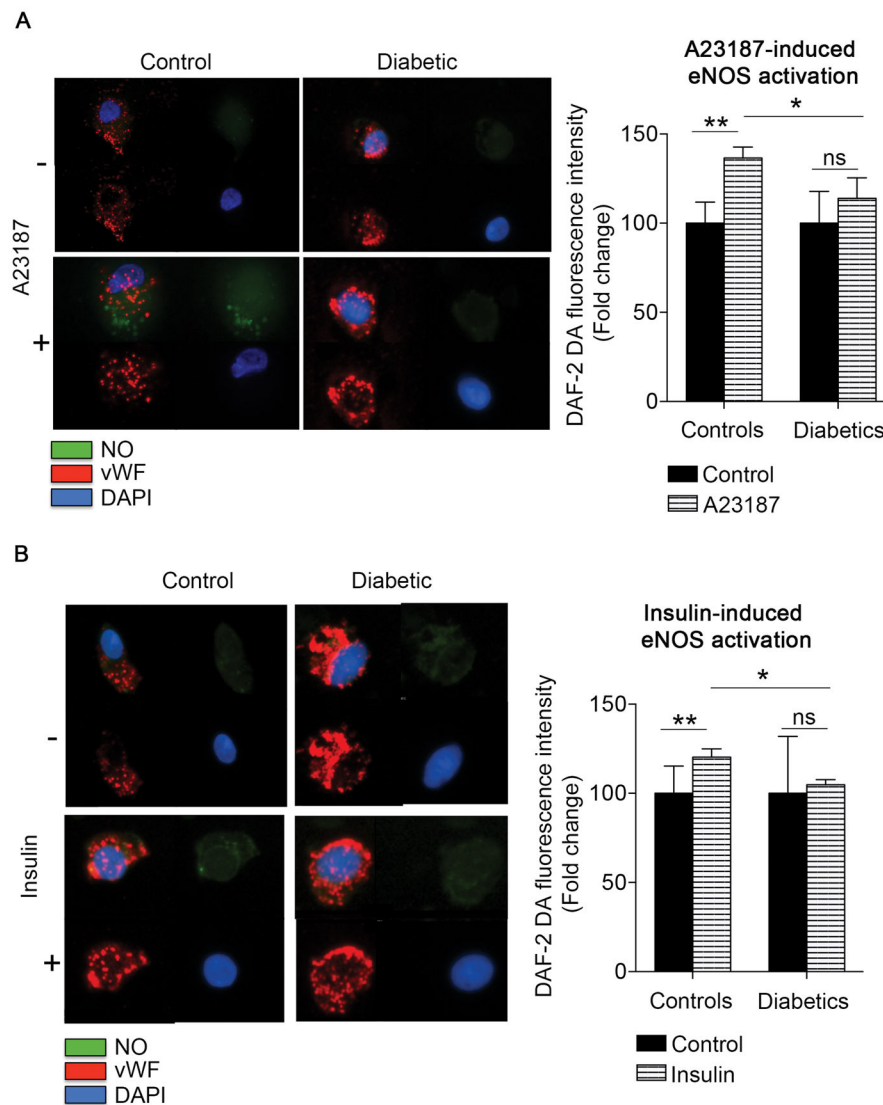 A
Control
Diabetic
-
A23187
+
NO
vWF
DAPI
A23187-induced
eNOS activation
DAF-2 DA fluorescence intensity
(Fold change)
150
100
50
0
**
*
ns
Controls
Diabetics
Control
A23187
B
Control
Diabetic
-
Insulin
+
NO
vWF
DAPI
Insulin-induced
eNOS activation
DAF-2 DA fluorescence intensity
(Fold change)
150
100
50
0
**
*
ns
Controls
Diabetics
Control
Insulin